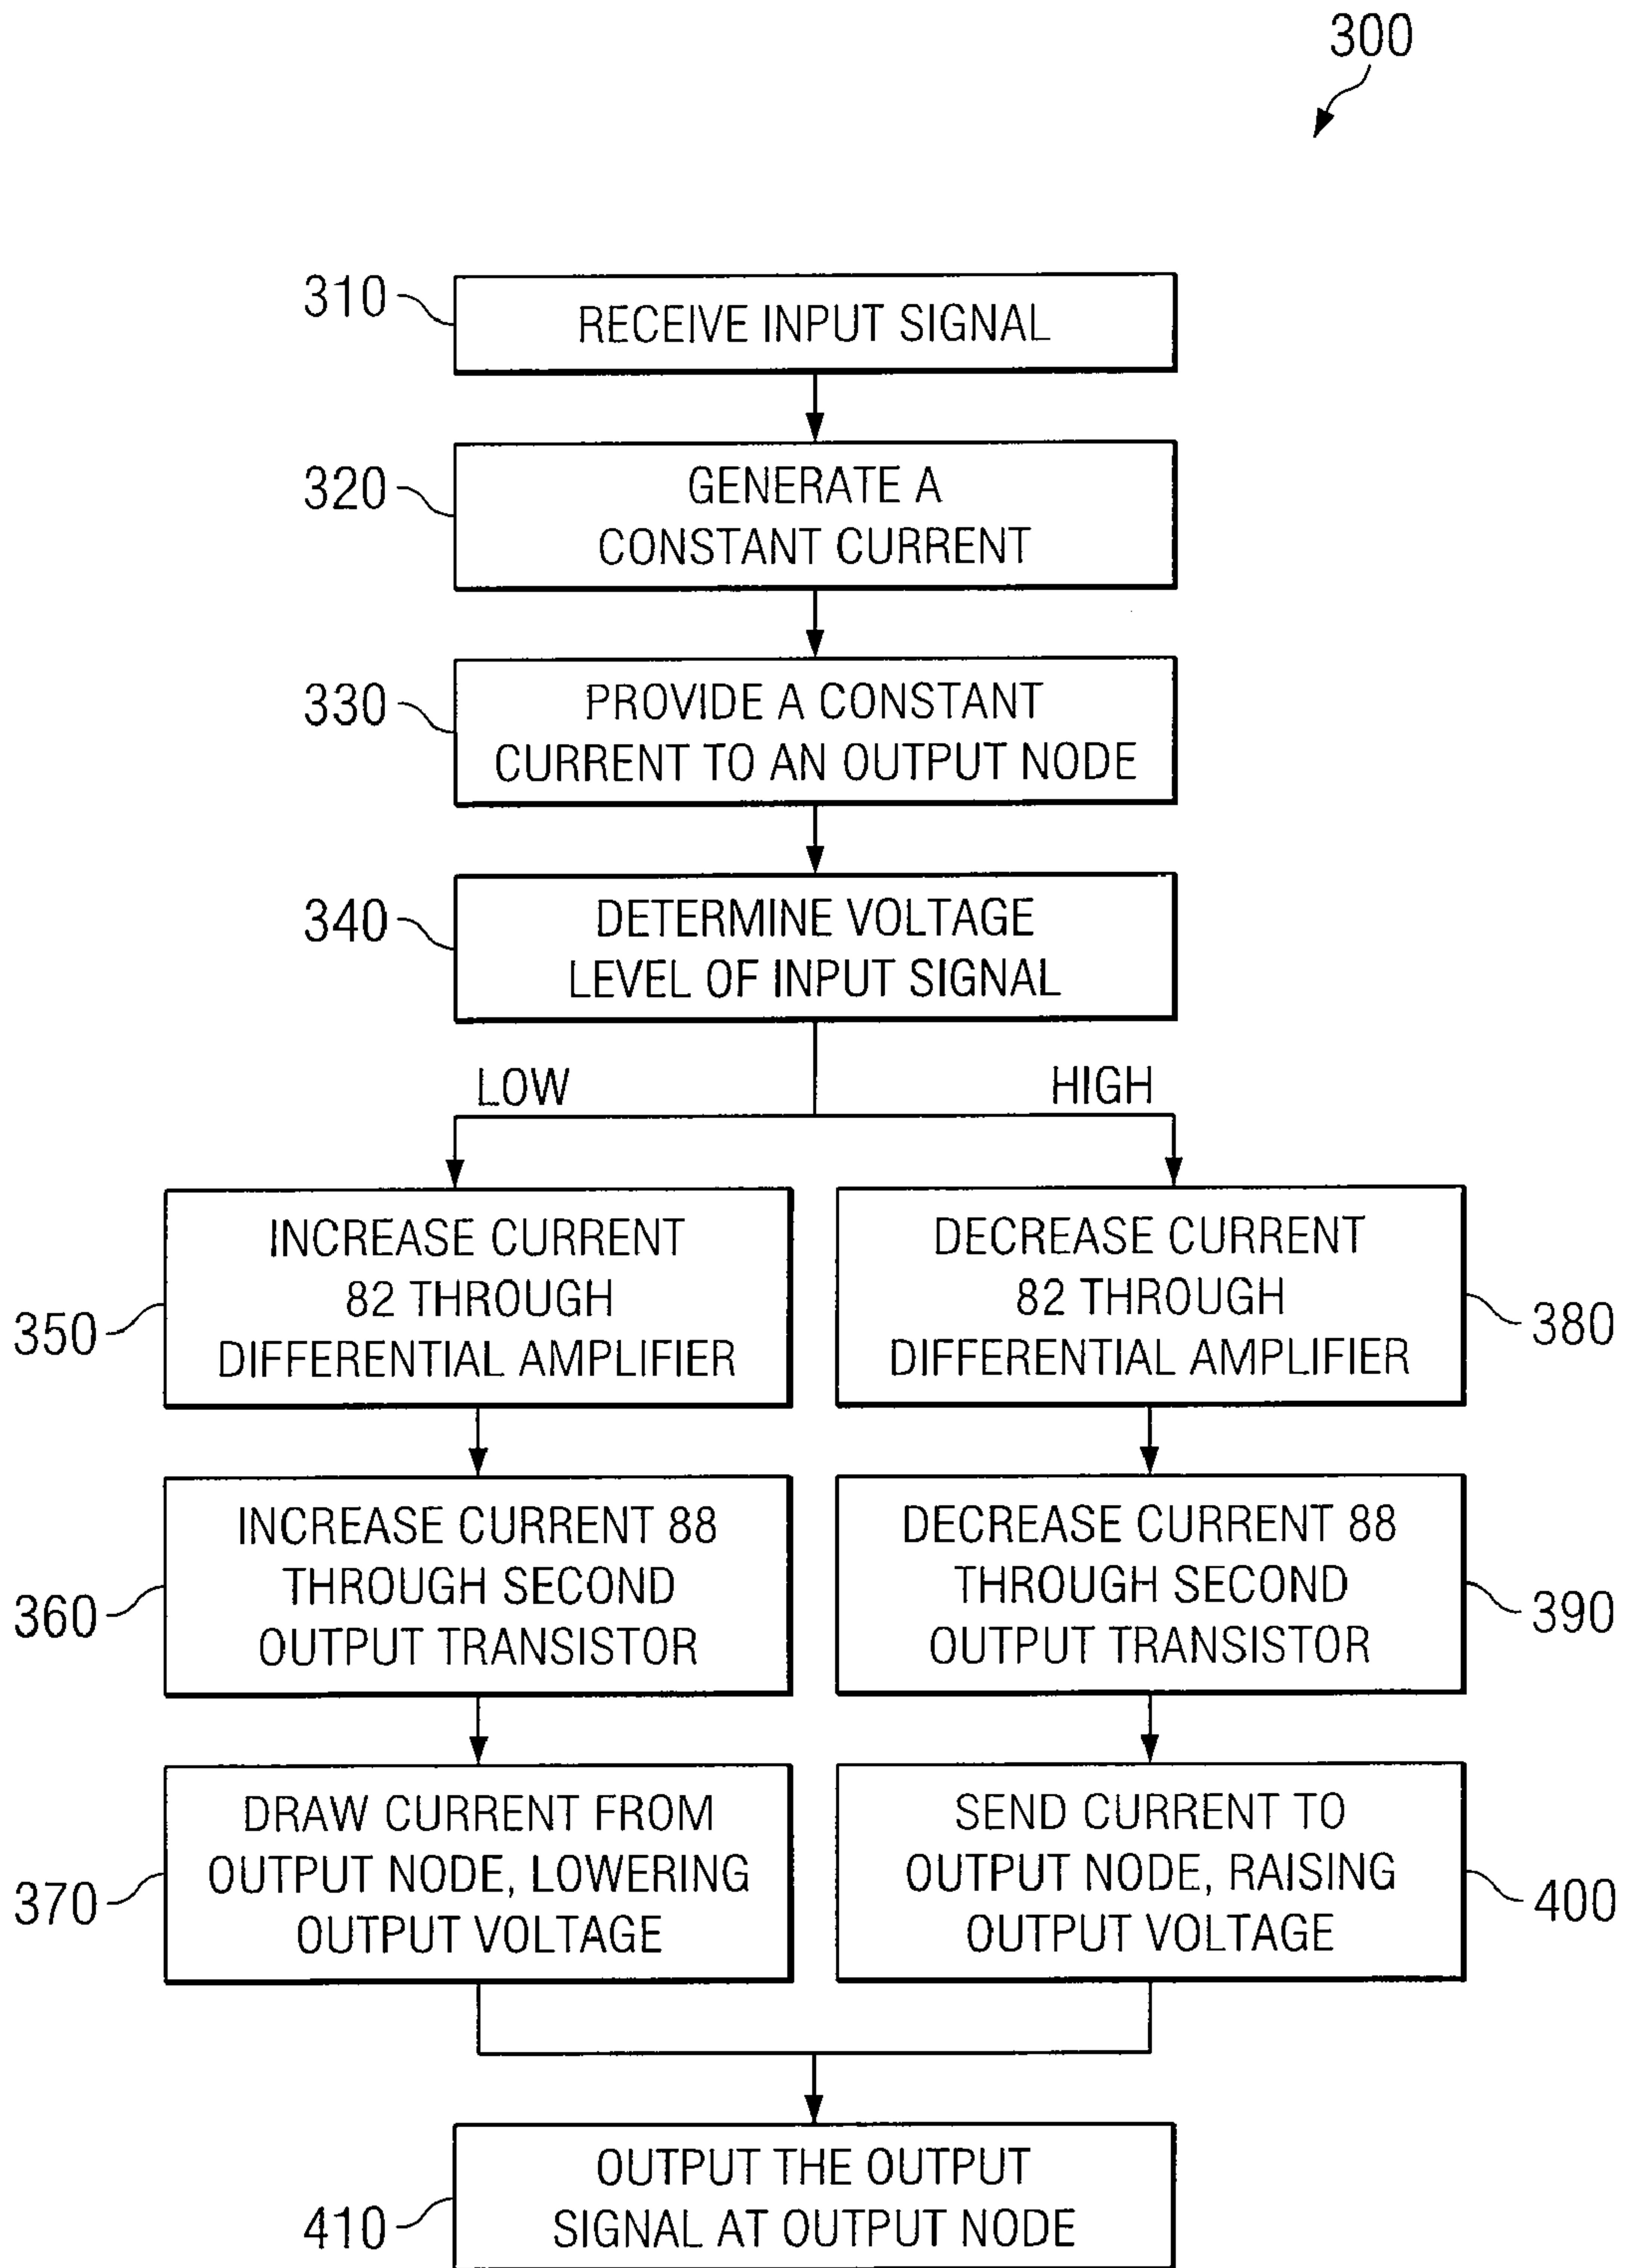 300
310
RECEIVE INPUT SIGNAL
320
GENERATE A
CONSTANT CURRENT
330
PROVIDE A CONSTANT
CURRENT TO AN OUTPUT NODE
340
DETERMINE VOLTAGE
LEVEL OF INPUT SIGNAL
LOW
HIGH
350
INCREASE CURRENT
82 THROUGH
DIFFERENTIAL AMPLIFIER
DECREASE CURRENT
82 THROUGH
DIFFERENTIAL AMPLIFIER
380
360
INCREASE CURRENT 88
THROUGH SECOND
OUTPUT TRANSISTOR
DECREASE CURRENT 88
THROUGH SECOND
OUTPUT TRANSISTOR
390
370
DRAW CURRENT FROM
OUTPUT NODE, LOWERING
OUTPUT VOLTAGE
SEND CURRENT TO
OUTPUT NODE, RAISING
OUTPUT VOLTAGE
400
410
OUTPUT THE OUTPUT
SIGNAL AT OUTPUT NODE